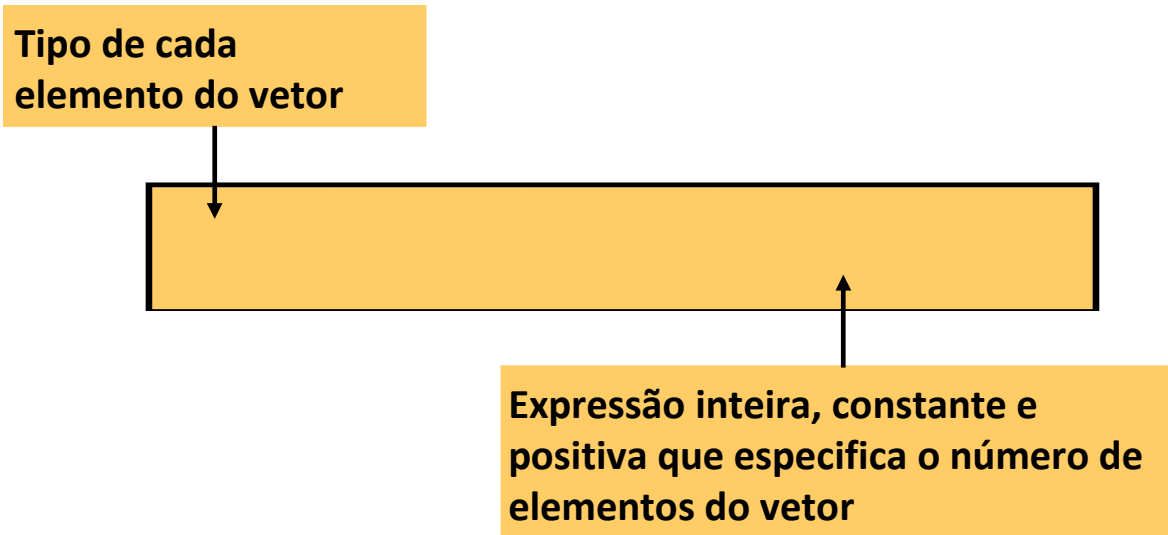 Tipo de cada
elemento do vetor
Expressão inteira, constante e
positiva que especifica o número de
elementos do vetor